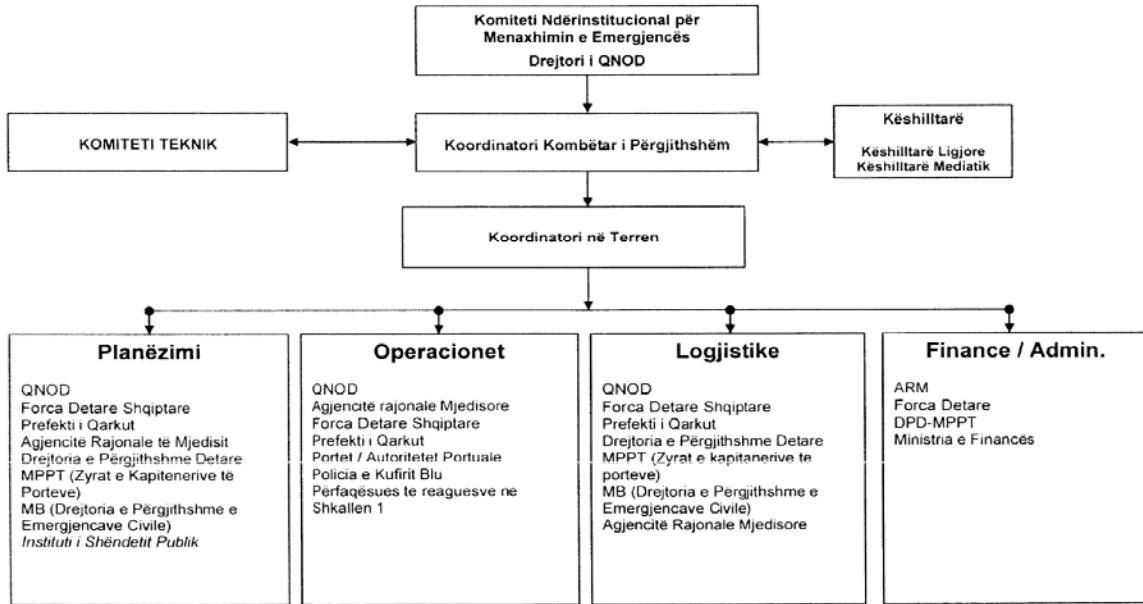 Komiteti Ndërinstitucional për
Menaxhimin e Emergjencës
Drejtori i QNOD
KOMITETI TEKNIK
Koordinatori Kombëtar i Përgjithshëm
Këshilltarë
Këshilltarë Ligjore
Këshilltarë Mediatik
Koordinatori në Terren
Planëzimi
QNOD
Forca Detare Shqiptare
Prefekti i Qarkut
Agjencitë Rajonale të Mjedisit
Drejtoria e Përgjithshme Detare
MPPT (Zyrat e Kapitenerive të
Porteve)
MB (Drejtoria e Përgjithshme e
Emergjencave Civile)
Instituti i Shëndetit Publik
Operacionet
QNOD
Agjencitë rajonale Mjedisore
Forca Detare Shqiptare
Prefekti i Qarkut
Portet / Autoritetet Portuale
Policia e Kufirit Blu
Përfaqësues te reaguesve ne
Shkallen 1
Logjistike
QNOD
Forca Detare Shqiptare
Prefekti i Qarkut
Drejtoria e Përgjithshme Detare
MPPT (Zyrat e kapitanerive te
porteve)
MB (Drejtoria e Përgjithshme e
Emergjencave Civile)
Agjencitë Rajonale Mjedisore
Finance / Admin.
ARM
Forca Detare
DPD-MPPT
Ministria e Financës